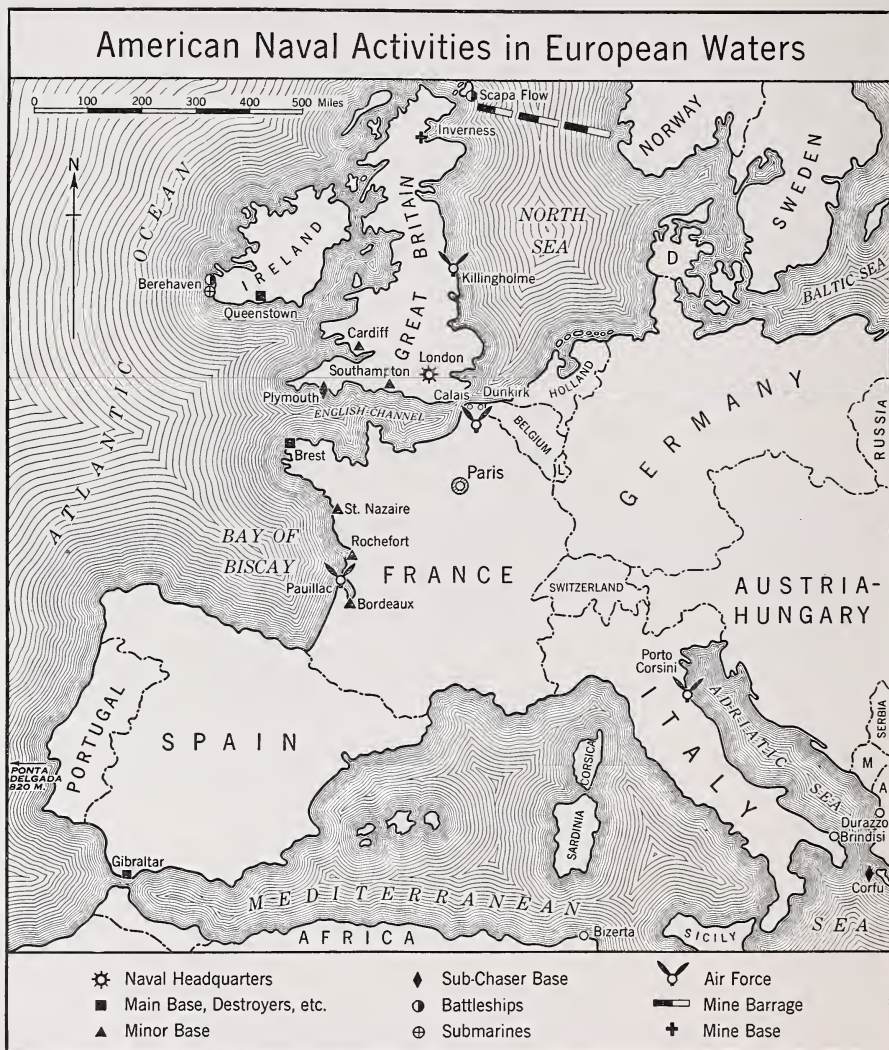 American Naval Activities in European Waters
0 100 200 300 400 500 Miles
Scapa Flow
Inverness
NORWAY
SWEDEN
N
OCEAN
NORTH
SEA
GREAT BRITAIN
IRELAND
D
Killingholme
Berehaven
Queenstown
BALTIC SEA
Cardiff
London
Southampton
Plymouth
Calais
Dunkirk
HOLLAND
ENGLISH CHANNEL
BELGIUM
GERMANY
RUSSIA
Brest
L
Paris
ATLANTIC
St. Nazaire
BAY OF
BISCAY
Rochefort
FRANCE
Pauillac
Bordeaux
SWITZERLAND
AUSTRIA-
HUNGARY
Porto
Corsini
ITALY
ADRIATIC
SEA
SERBIA
M
A
PORTUGAL
SPAIN
PONTA
DELGADA
820 M.
CORSICA
SARDINIA
Durazzo
Brindisi
Gibraltar
Corfu
MEDITERRANEAN
SEA
AFRICA
Bizerta
SICILY
Naval Headquarters
Main Base, Destroyers, etc.
Minor Base
Sub-Chaser Base
Battleships
Submarines
Air Force
Mine Barrage
Mine Base